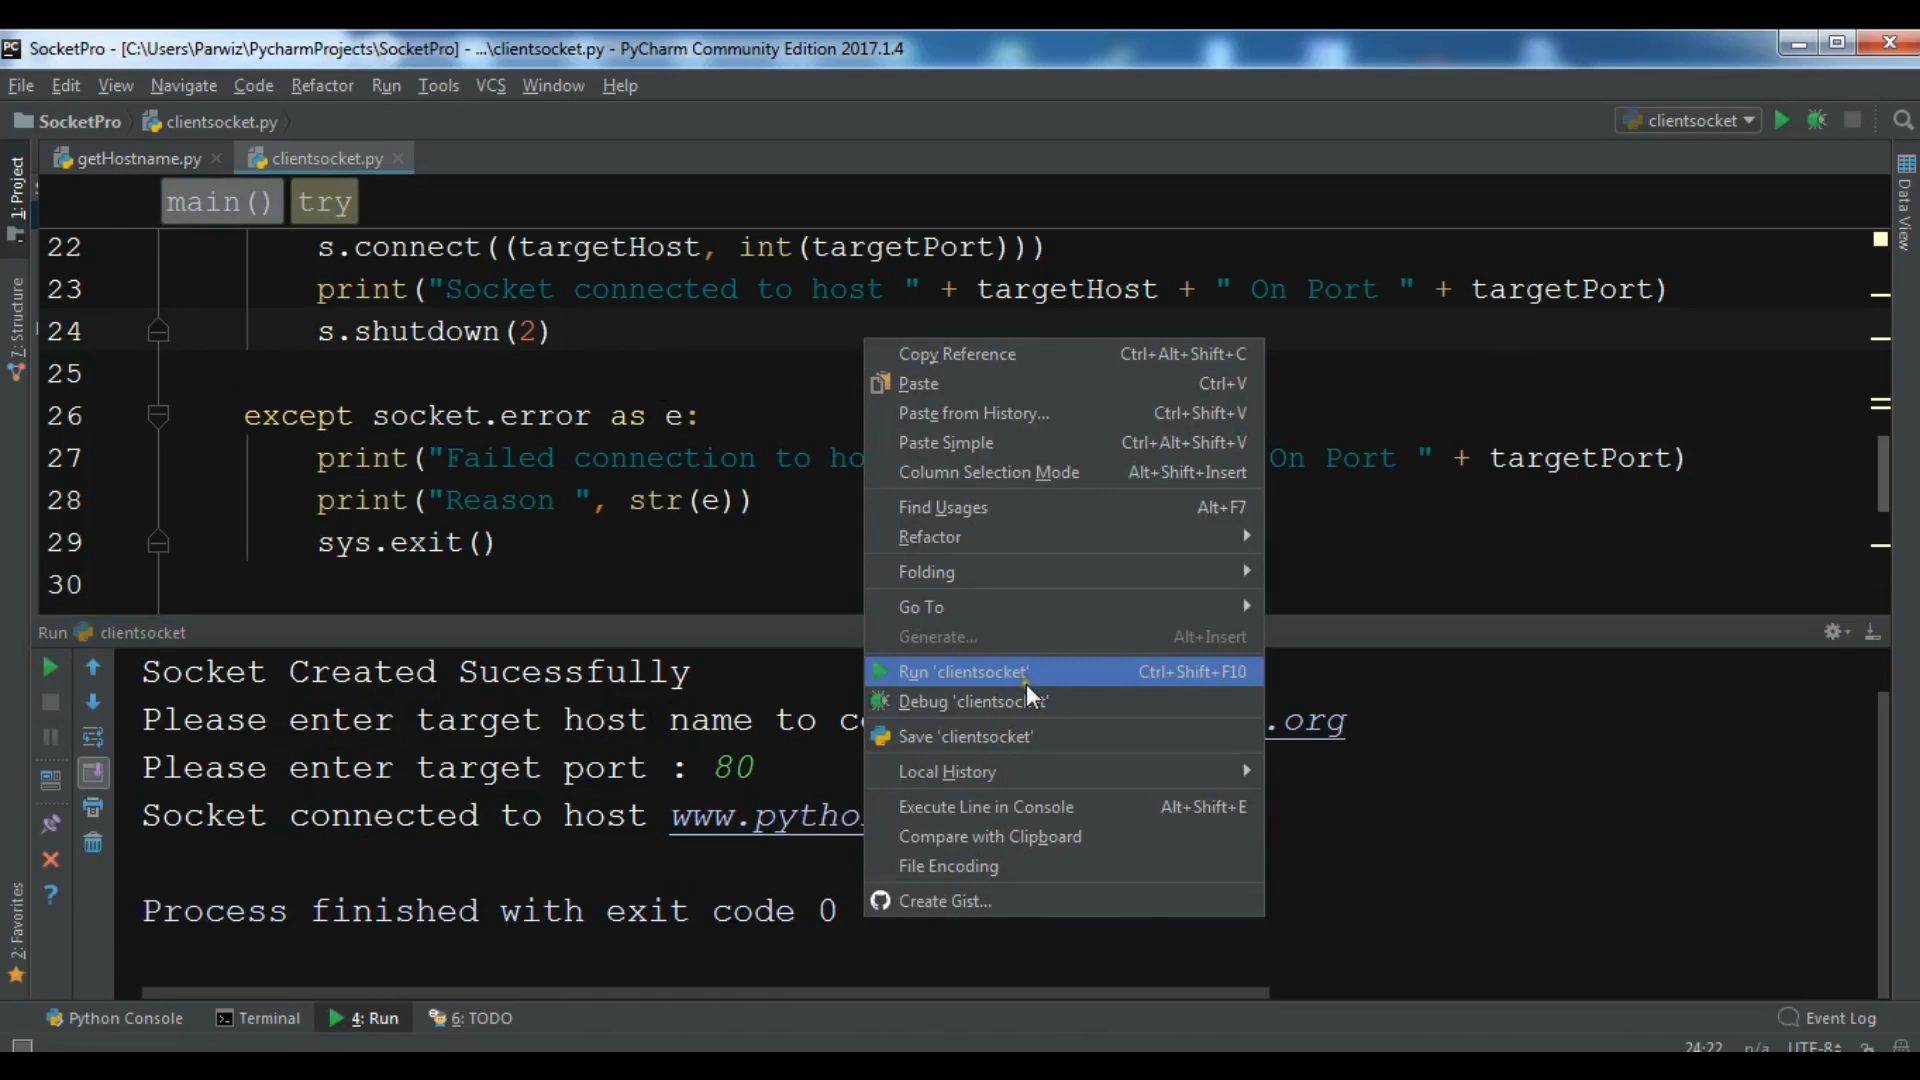 PC SocketPro - [C:\Users\Parwiz\PycharmProjects\SocketPro] - ...\clientsocket.py - PyCharm Community Edition 2017.1.4
File Edit View Navigate Code Refactor Run Tools VCS Window Help
SocketPro clientsocket.py clientsocket
getHostname.py clientsocket.py
1: Project
7: Structure
2: Favorites
Data View
main() try
22 s.connect((targetHost, int(targetPort)))
23 print("Socket connected to host " + targetHost + " On Port " + targetPort)
24 s.shutdown(2)
25
26 except socket.error as e:
27 print("Failed connection to ho On Port " + targetPort)
28 print("Reason ", str(e))
29 sys.exit()
30
Copy Reference Ctrl+Alt+Shift+C
Paste Ctrl+V
Paste from History... Ctrl+Shift+V
Paste Simple Ctrl+Alt+Shift+V
Column Selection Mode Alt+Shift+Insert
Find Usages Alt+F7
Refactor
Folding
Go To
Generate... Alt+Insert
Run 'clientsocket' Ctrl+Shift+F10
Debug 'clientsocket'
Save 'clientsocket'
Local History
Execute Line in Console Alt+Shift+E
Compare with Clipboard
File Encoding
Create Gist...
Run clientsocket
Socket Created Sucessfully
Please enter target host name to co .org
Please enter target port : 80
Socket connected to host www.pytho
Process finished with exit code 0
Python Console Terminal 4: Run 6: TODO Event Log
24:22 n/a UTF-8